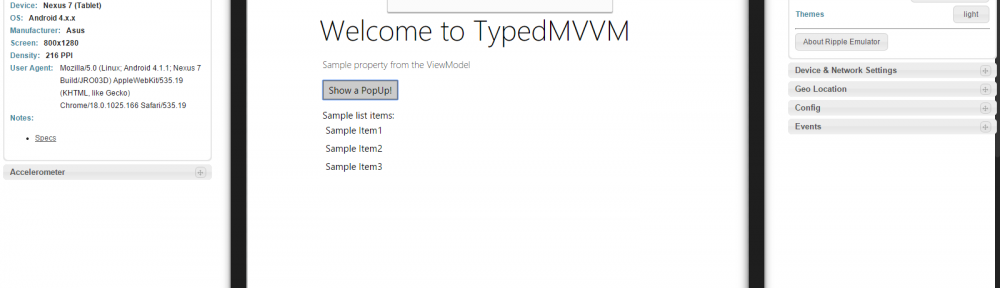 Device: Nexus 7 (Tablet)
OS: Android 4.x.x
Manufacturer: Asus
Screen: 800x1280
Density: 216 PPI
User Agent: Mozilla/5.0 (Linux; Android 4.1.1; Nexus 7
Build/JRO03D) AppleWebKit/535.19
(KHTML, like Gecko)
Chrome/18.0.1025.166 Safari/535.19
Notes:
Specs
Accelerometer
Welcome to TypedMVVM
Sample property from the ViewModel
Show a PopUp!
Sample list items:
Sample Item1
Sample Item2
Sample Item3
Themes light
About Ripple Emulator
Device & Network Settings
Geo Location
Config
Events